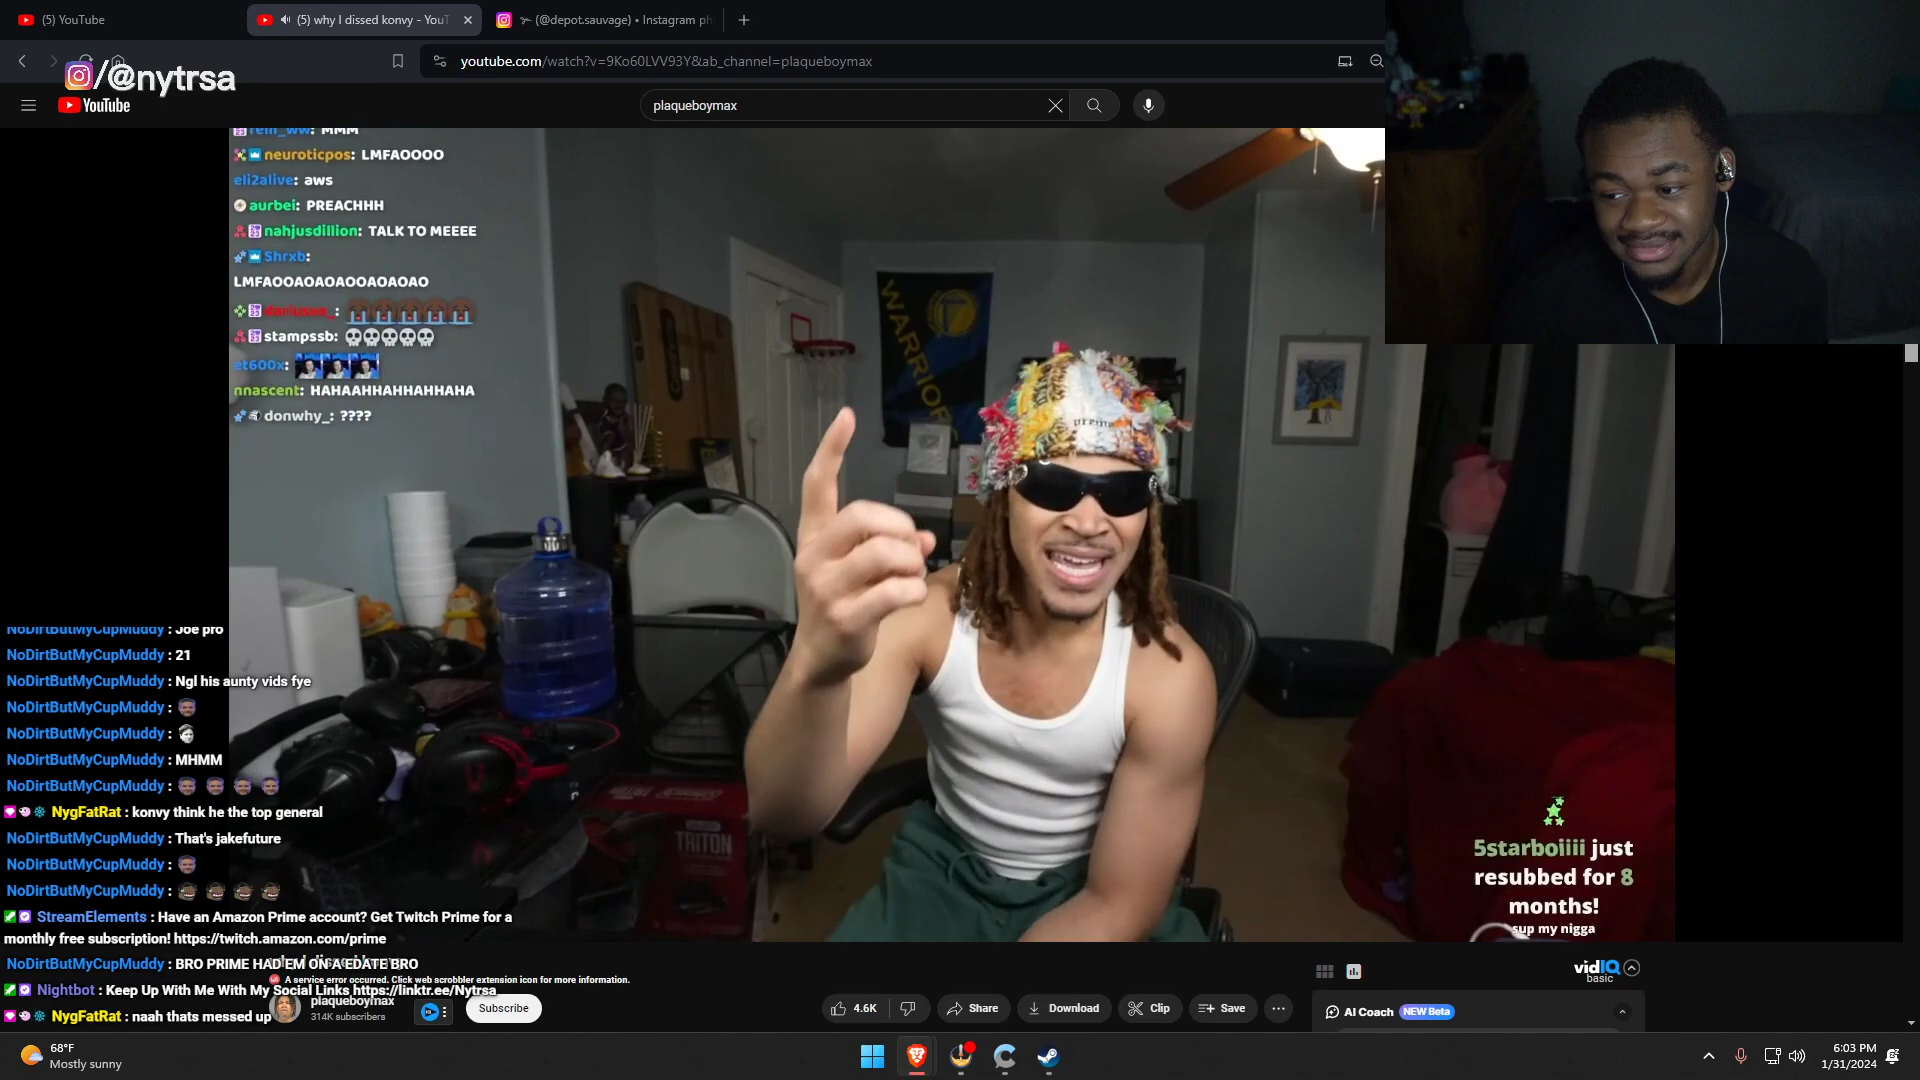 (5) YouTube
(5) why I dissed konvy - YouT
(@depot.sauvage) • Instagram ph
youtube.com/watch?v=9Ko60LVV93Y&ab_channel=plaqueboymax
/@nytrsa
YouTube
plaqueboymax
rem_ww: MMM
neuroticpos: LMFAOOOO
eli2alive: aws
aurbei: PREACHHH
nahjusdillion: TALK TO MEEEE
Shrxb:
LMFAOOAOAOAOOAOAOAO
stampssb: 💀💀💀💀💀
et600x:
nnascent: HAHAAHHAHHAHHAHA
donwhy_: ????
WARRIOR
TRITON
NoDirtButMyCupMuddy : Joe pro
NoDirtButMyCupMuddy : 21
NoDirtButMyCupMuddy : Ngl his aunty vids fye
NoDirtButMyCupMuddy :
NoDirtButMyCupMuddy :
NoDirtButMyCupMuddy : MHMM
NoDirtButMyCupMuddy :
NygFatRat : konvy think he the top general
NoDirtButMyCupMuddy : That's jakefuture
NoDirtButMyCupMuddy :
NoDirtButMyCupMuddy :
StreamElements : Have an Amazon Prime account? Get Twitch Prime for a
monthly free subscription! https://twitch.amazon.com/prime
NoDirtButMyCupMuddy : BRO PRIME HAD EM ON A EDATE BRO
A service error occurred. Click web scrobbler extension icon for more information.
Nightbot : Keep Up With Me With My Social Links https://linktr.ee/Nytrsa
NygFatRat : naah thats messed up
5starboiiii just
resubbed for 8
months!
sup my nigga
plaqueboymax
314K subscribers
Subscribe
4.6K
Share
Download
Clip
Save
vidIQ
basic
AI Coach NEW Beta
68°F
Mostly sunny
6:03 PM
1/31/2024